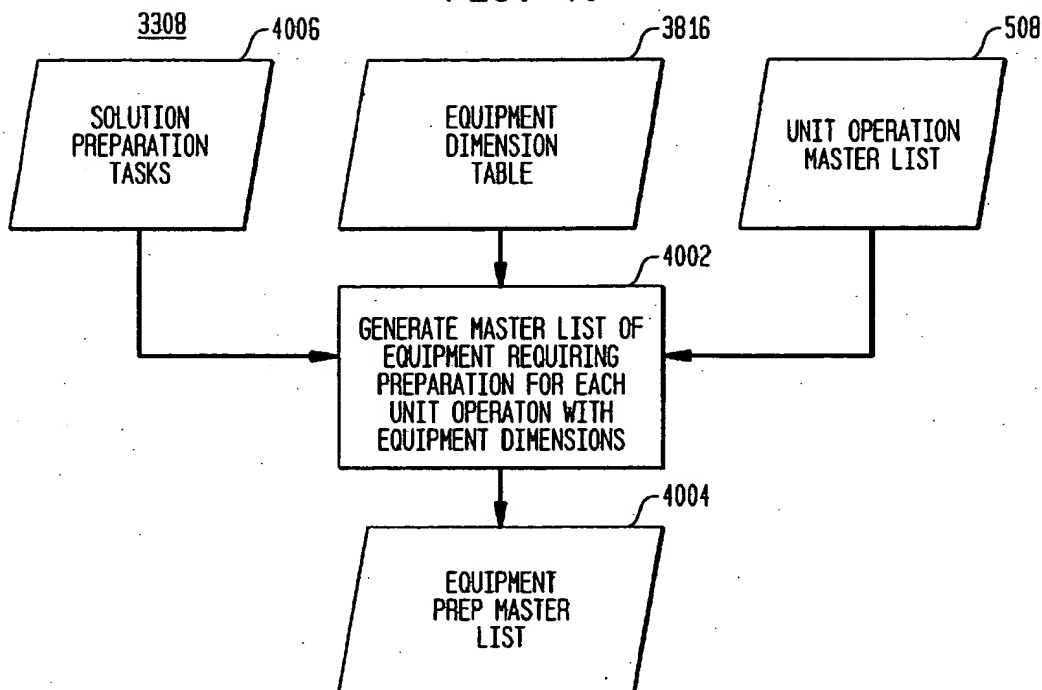 3308
4006
3816
508
SOLUTION
PREPARATION
TASKS
EQUIPMENT
DIMENSION
TABLE
UNIT OPERATION
MASTER LIST
4002
GENERATE MASTER LIST OF
EQUIPMENT REQUIRING
PREPARATION FOR EACH
UNIT OPERATON WITH
EQUIPMENT DIMENSIONS
4004
EQUIPMENT
PREP MASTER
LIST